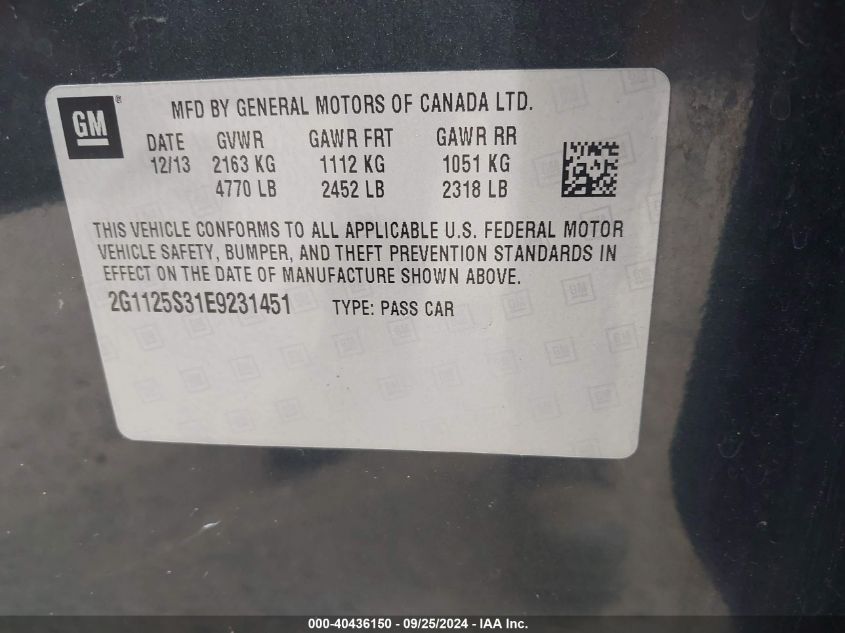 GM® MFD BY GENERAL MOTORS OF CANADA LTD.
DATE GVWR GAWR FRT GAWR RR
12/13 2163 KG 1112 KG 1051 KG
4770 LB 2452 LB 2318 LB
THIS VEHICLE CONFORMS TO ALL APPLICABLE U.S. FEDERAL MOTOR
VEHICLE SAFETY, BUMPER, AND THEFT PREVENTION STANDARDS IN
EFFECT ON THE DATE OF MANUFACTURE SHOWN ABOVE.
2G1125S31E9231451 TYPE: PASS CAR
000-40436150 - 09/25/2024 - IAA Inc.